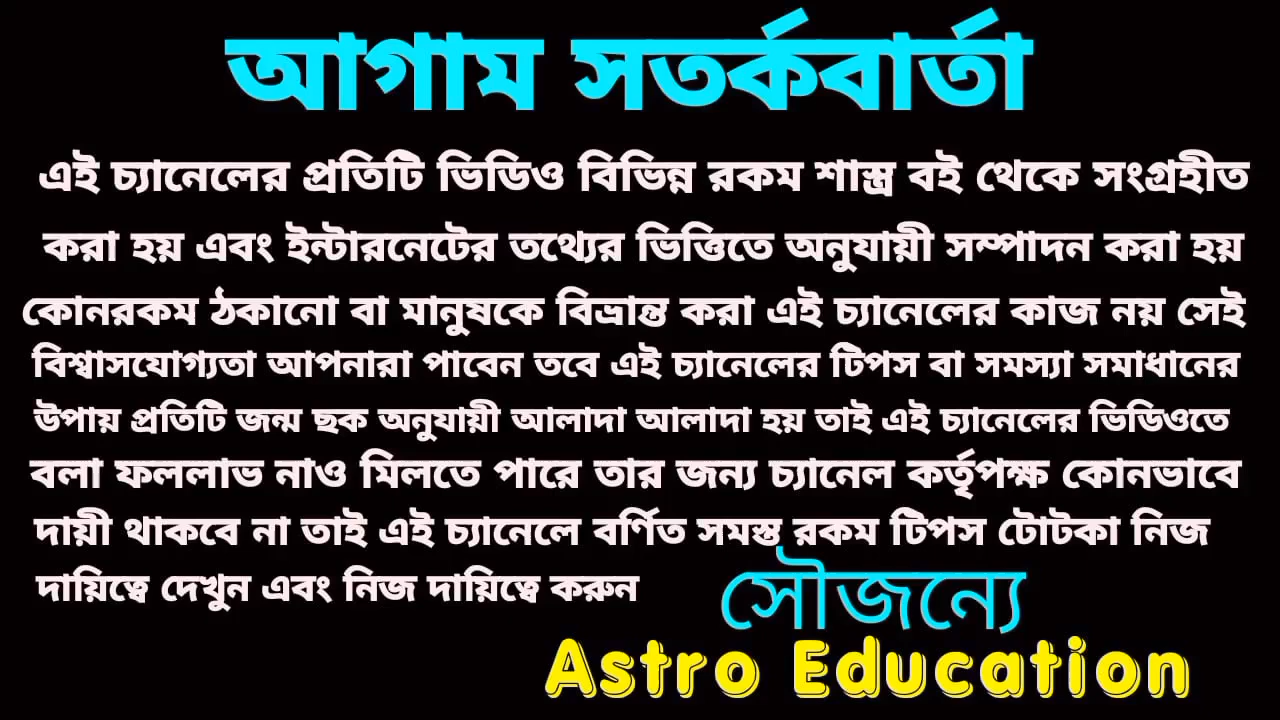 আগাম সতর্কবার্তা
এই চ্যানেলের প্রতিটি ভিডিও বিভিন্ন রকম শাস্ত্র বই থেকে সংগ্রহীত
করা হয় এবং ইন্টারনেটের তথ্যের ভিত্তিতে অনুযায়ী সম্পাদন করা হয়
কোনরকম ঠকানো বা মানুষকে বিভ্রান্ত করা এই চ্যানেলের কাজ নয় সেই
বিশ্বাসযোগ্যতা আপনারা পাবেন তবে এই চ্যানেলের টিপস বা সমস্যা সমাধানের
উপায় প্রতিটি জন্ম ছক অনুযায়ী আলাদা আলাদা হয় তাই এই চ্যানেলের ভিডিওতে
বলা ফললাভ নাও মিলতে পারে তার জন্য চ্যানেল কর্তৃপক্ষ কোনভাবে
দায়ী থাকবে না তাই এই চ্যানেলে বর্ণিত সমস্ত রকম টিপস টোটকা নিজ
দায়িত্বে দেখুন এবং নিজ দায়িত্বে করুন
সৌজন্যে
Astro Education